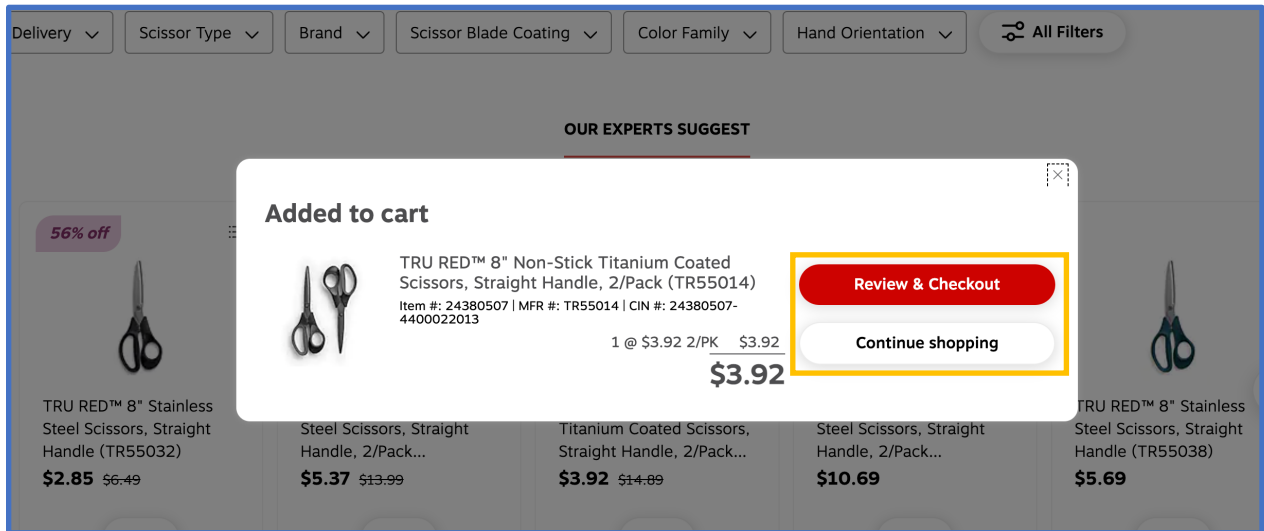 Delivery
Scissor Type
Brand
Scissor Blade Coating
Color Family
Hand Orientation
All Filters
OUR EXPERTS SUGGEST
Added to cart
56% off
TRU RED™ 8" Non-Stick Titanium Coated
Scissors, Straight Handle, 2/Pack (TR55014)
Item #: 24380507 | MFR #: TR55014 | CIN #: 24380507-
4400022013
1 @ $3.92 2/PK $3.92
$3.92
Review & Checkout
Continue shopping
TRU RED™ 8" Stainless
Steel Scissors, Straight
Handle (TR55032)
$2.85 $6.49
Steel Scissors, Straight
Handle, 2/Pack...
$5.37 $13.99
Titanium Coated Scissors,
Straight Handle, 2/Pack...
$3.92 $14.89
Steel Scissors, Straight
Handle, 2/Pack...
$10.69
TRU RED™ 8" Stainless
Steel Scissors, Straight
Handle (TR55038)
$5.69